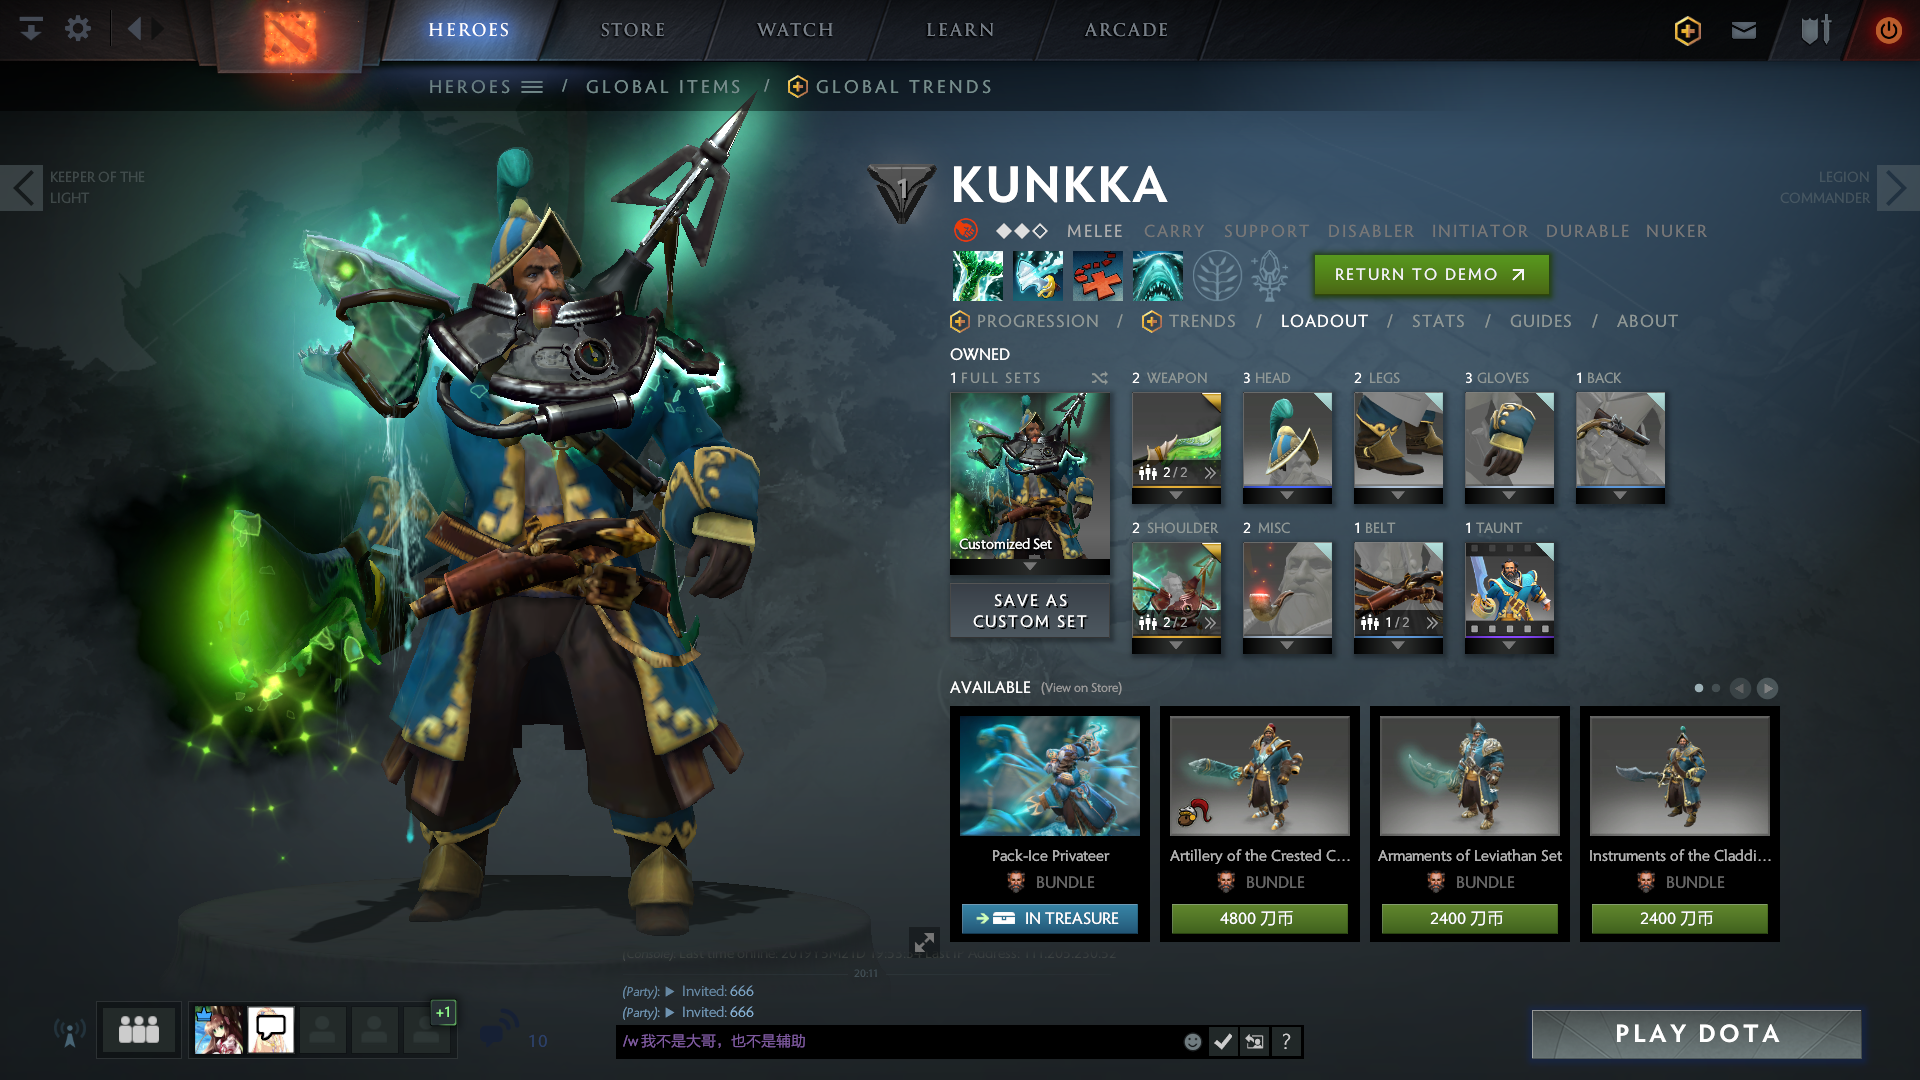 HEROES
STORE
WATCH
LEARN
ARCADE
HEROES / GLOBAL ITEMS / GLOBAL TRENDS
KEEPER OF THE
LIGHT
1
KUNKKA
LEGION
COMMANDER
MELEE CARRY SUPPORT DISABLER INITIATOR DURABLE NUKER
RETURN TO DEMO
PROGRESSION / TRENDS / LOADOUT / STATS / GUIDES / ABOUT
OWNED
1 FULL SETS
2 WEAPON
3 HEAD
2 LEGS
3 GLOVES
1 BACK
2/2
Customized Set
2 SHOULDER
2 MISC
1 BELT
1 TAUNT
2/2
1/2
SAVE AS
CUSTOM SET
AVAILABLE (View on Store)
Pack-Ice Privateer
BUNDLE
IN TREASURE
Artillery of the Crested C...
BUNDLE
4800 刀币
Armaments of Leviathan Set
BUNDLE
2400 刀币
Instruments of the Claddi...
BUNDLE
2400 刀币
20:11
(Party): Invited: 666
(Party): Invited: 666
/w我不是大哥，也不是辅助
?
+1
10
PLAY DOTA